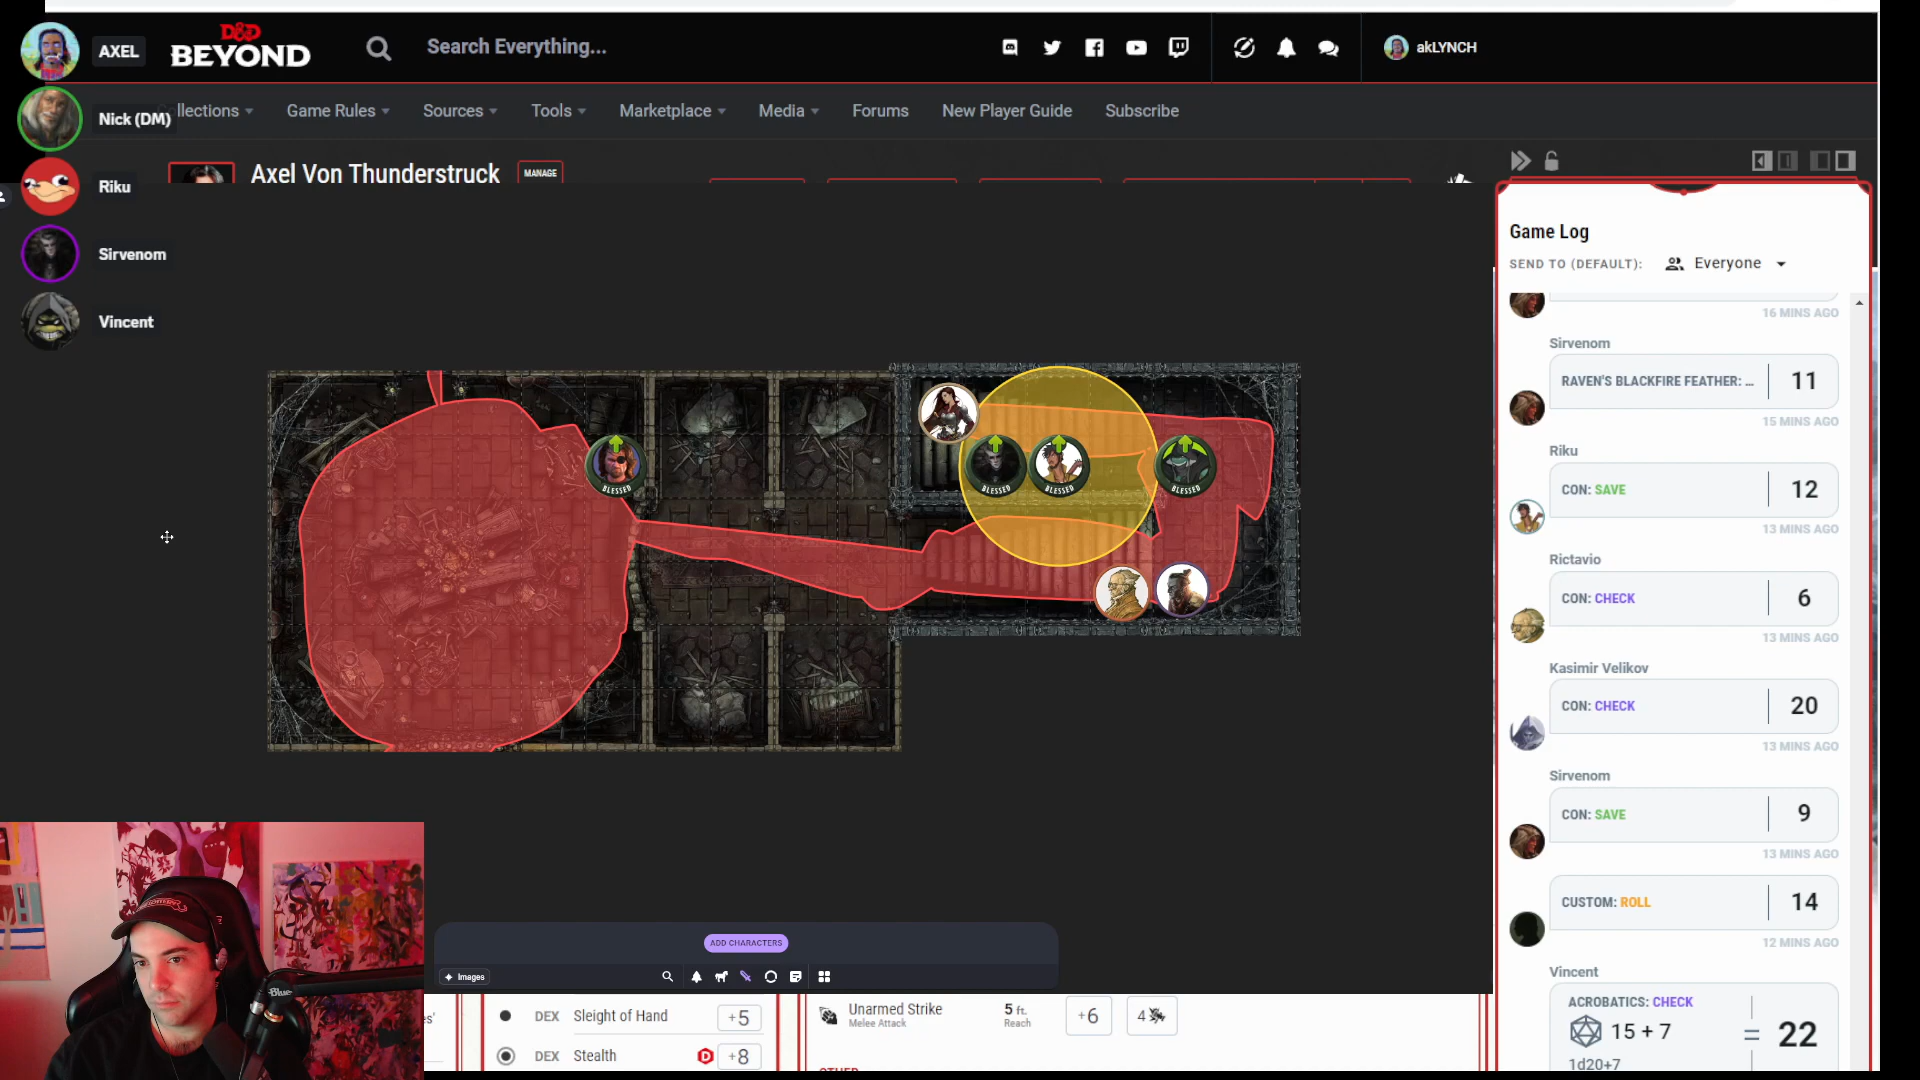 AXEL
D&D
BEYOND
Search Everything...
akLYNCH
Nick (DM)
llections
Game Rules
Sources
Tools
Marketplace
Media
Forums
New Player Guide
Subscribe
Axel Von Thunderstruck
MANAGE
Riku
Sirvenom
Vincent
Game Log
SEND TO (DEFAULT):
Everyone
16 MINS AGO
Sirvenom
RAVEN'S BLACKFIRE FEATHER: ...
11
15 MINS AGO
Riku
CON: SAVE
12
13 MINS AGO
Rictavio
CON: CHECK
6
13 MINS AGO
Kasimir Velikov
CON: CHECK
20
13 MINS AGO
Sirvenom
CON: SAVE
9
13 MINS AGO
CUSTOM: ROLL
14
12 MINS AGO
Vincent
ACROBATICS: CHECK
15 + 7
=
22
1d20+7
BLESSED
BLESSED
BLESSED
BLESSED
ADD CHARACTERS
Images
es'
DEX
Sleight of Hand
+5
DEX
Stealth
+8
Unarmed Strike
Melee Attack
5 ft.
Reach
+6
4
Blue